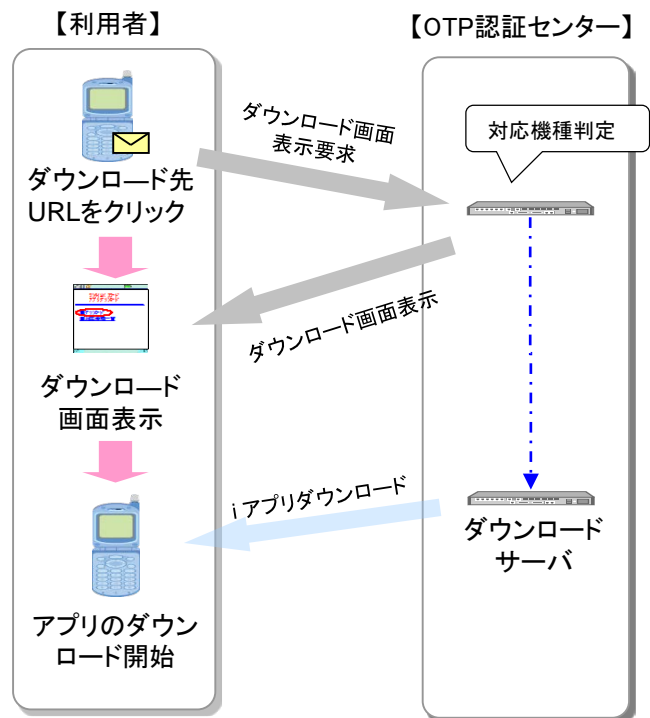 【利用者】
【OTP認証センター】
ダウンロード画面
表示要求
対応機種判定
ダウンロード先
URLをクリック
ダウンロード画面表示
ダウンロード
画面表示
i アプリダウンロード
ダウンロード
サーバ
アプリのダウン
ロード開始